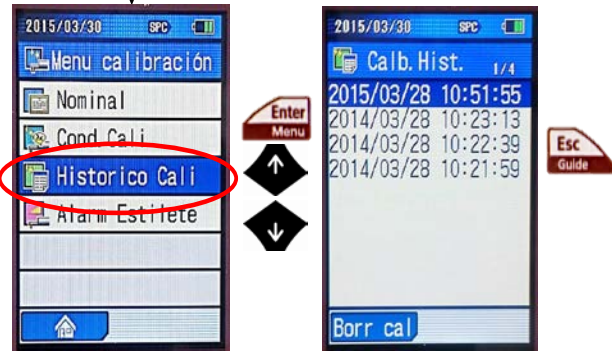 2015/03/30 SPC
Menu calibración
Nominal
Cond.Cali
Historico Cali
Alarm Estilete
Enter
Menu
2015/03/30 SPC
Calb.Hist. 1/4
2015/03/28 10:51:55
2014/03/28 10:23:13
2014/03/28 10:22:39
2014/03/28 10:21:59
Borr cal
Esc
Guide